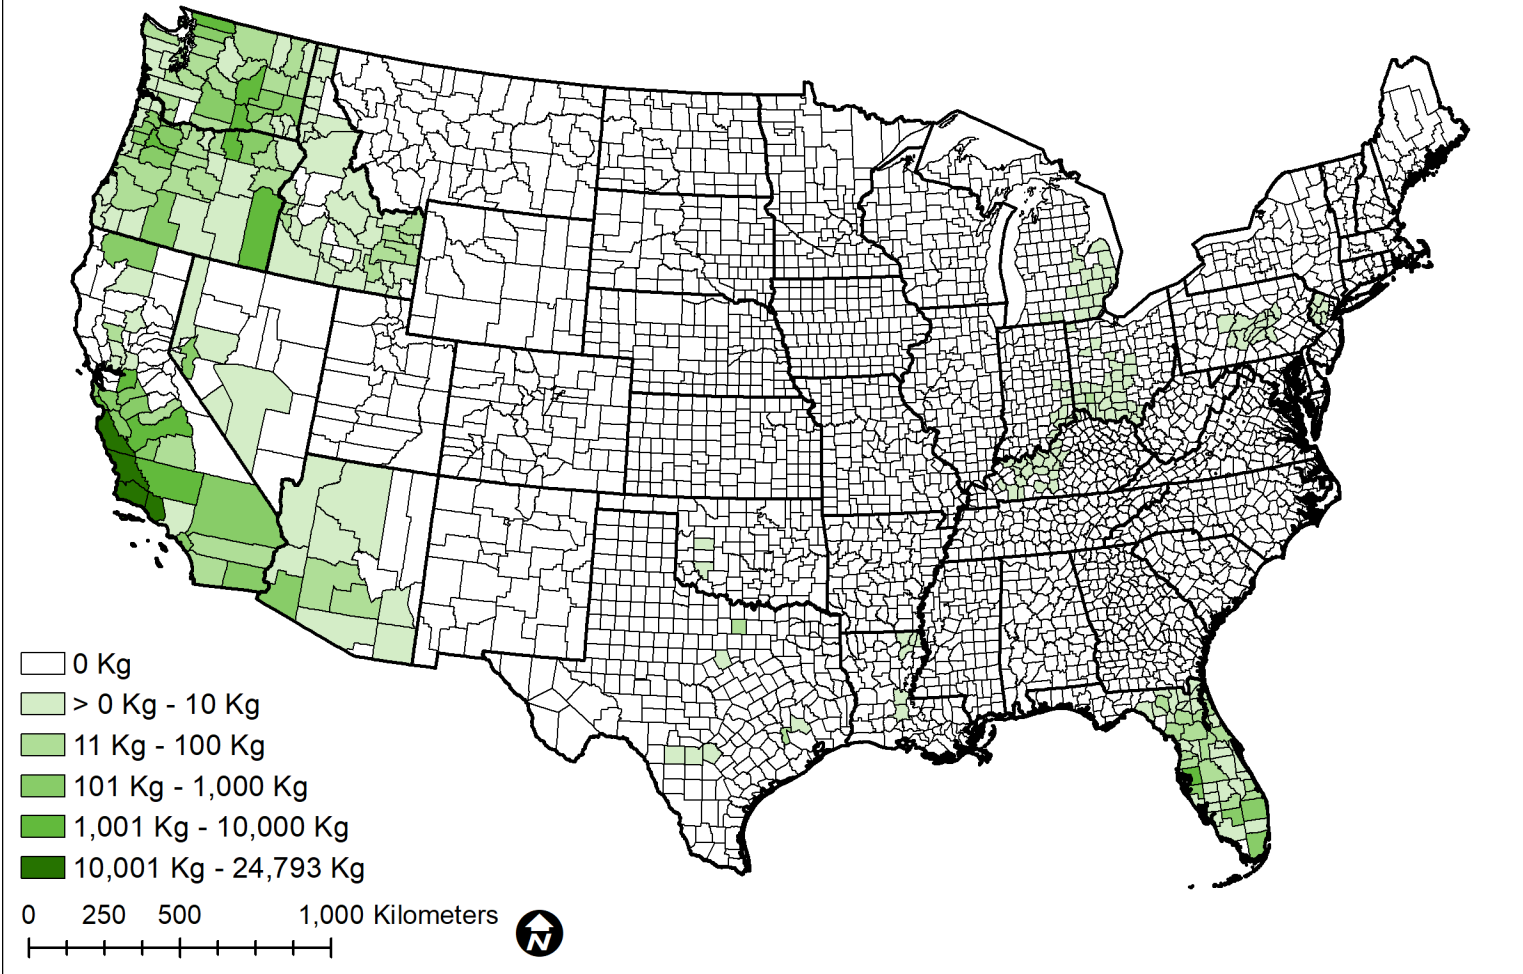 0 Kg
> 0 Kg - 10 Kg
11 Kg - 100 Kg
101 Kg - 1,000 Kg
1,001 Kg - 10,000 Kg
10,001 Kg - 24,793 Kg
0 250 500 1,000 Kilometers
N